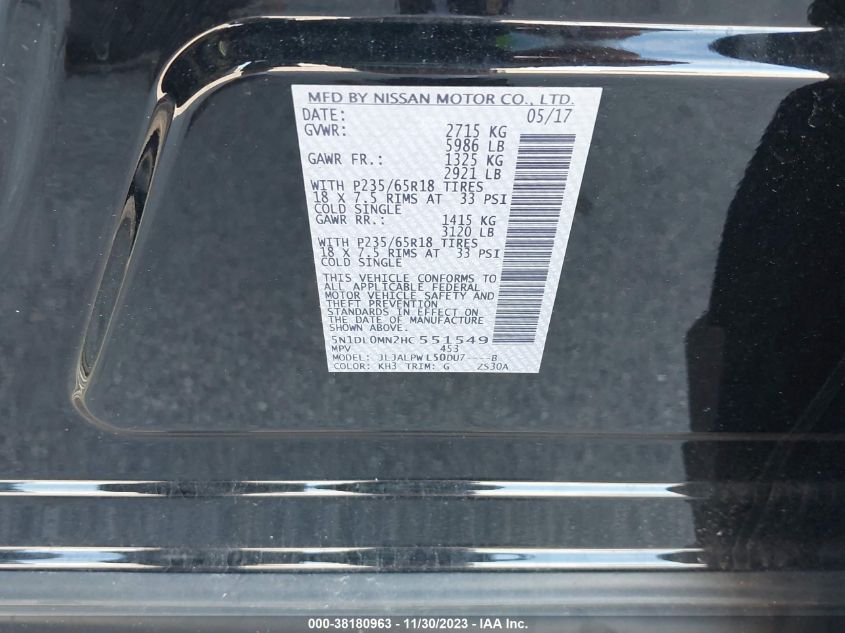 MFD BY NISSAN MOTOR CO., LTD.
DATE: 05/17
GVWR: 2715 KG
5986 LB
GAWR FR.: 1325 KG
2921 LB
WITH P235/65R18 TIRES
18 X 7.5 RIMS AT 33 PSI
COLD SINGLE
GAWR RR.: 1415 KG
3120 LB
WITH P235/65R18 TIRES
18 X 7.5 RIMS AT 33 PSI
COLD SINGLE
THIS VEHICLE CONFORMS TO
ALL APPLICABLE FEDERAL
MOTOR VEHICLE SAFETY AND
THEFT PREVENTION
STANDARDS IN EFFECT ON
THE DATE OF MANUFACTURE
SHOWN ABOVE.
5N1DL0MN2HC551549
MPV 453
MODEL: JLJALPWL50DU7----B
COLOR: KH3 TRIM: G 2S30A
000-38180963 - 11/30/2023 - IAA Inc.